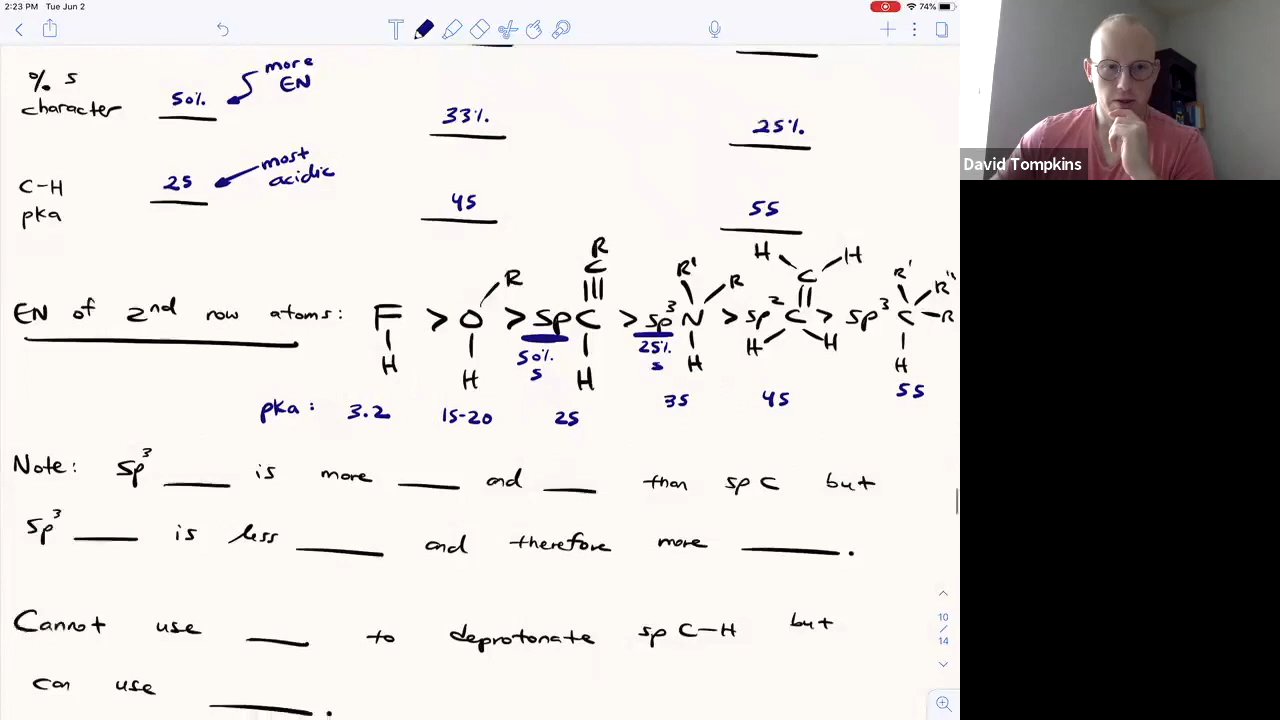 2:23 PM Tue Jun 2
74%
T
% s character 50% more EN 33% 25%
C-H pka 25 most acidic 45 55
EN of 2nd row atoms: F > O > sp C > sp³ N > sp² C > sp³ C
H R H R C H R' R H H C H H R' R'' R H
50% s 25% s
pka: 3.2 15-20 25 35 45 55
Note: sp³ ____ is more ____ and ____ than sp C but
sp³ ____ is less ____ and therefore more ____.
Cannot use ____ to deprotonate sp C-H but
can use ____.
10 / 14
David Tompkins